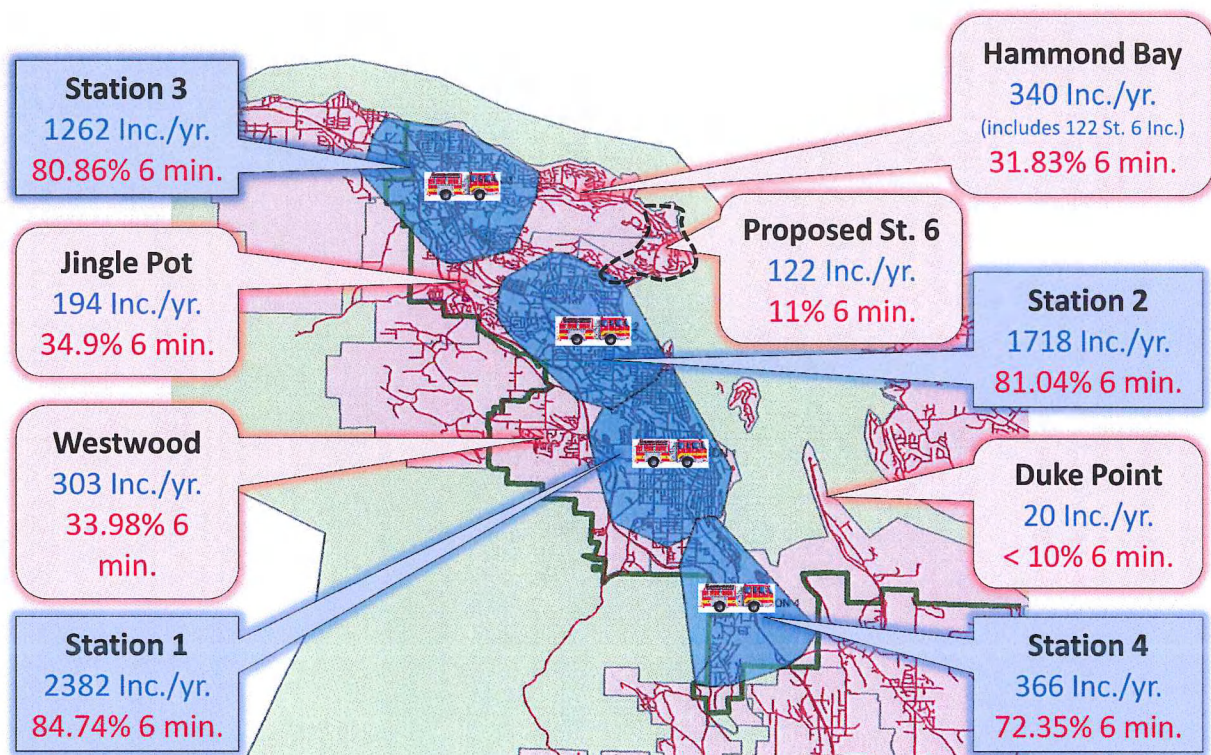 Station 3
1262 Inc./yr.
80.86% 6 min.
Hammond Bay
340 Inc./yr.
(includes 122 St. 6 Inc.)
31.83% 6 min.
Jingle Pot
194 Inc./yr.
34.9% 6 min.
Proposed St. 6
122 Inc./yr.
11% 6 min.
Station 2
1718 Inc./yr.
81.04% 6 min.
Westwood
303 Inc./yr.
33.98% 6
min.
Duke Point
20 Inc./yr.
< 10% 6 min.
Station 1
2382 Inc./yr.
84.74% 6 min.
Station 4
366 Inc./yr.
72.35% 6 min.